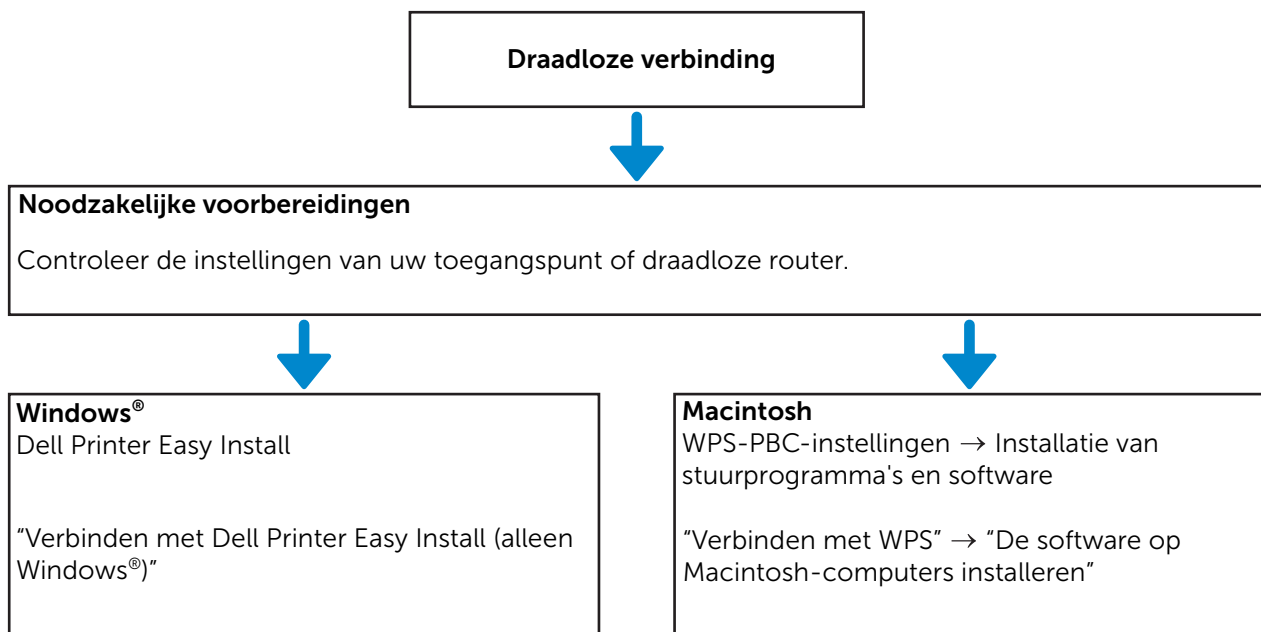 Draadloze verbinding
Noodzakelijke voorbereidingen
Controleer de instellingen van uw toegangspunt of draadloze router.
Windows®
Dell Printer Easy Install
“Verbinden met Dell Printer Easy Install (alleen
Windows®)”
Macintosh
WPS-PBC-instellingen → Installatie van
stuurprogramma's en software
“Verbinden met WPS” → “De software op
Macintosh-computers installeren”